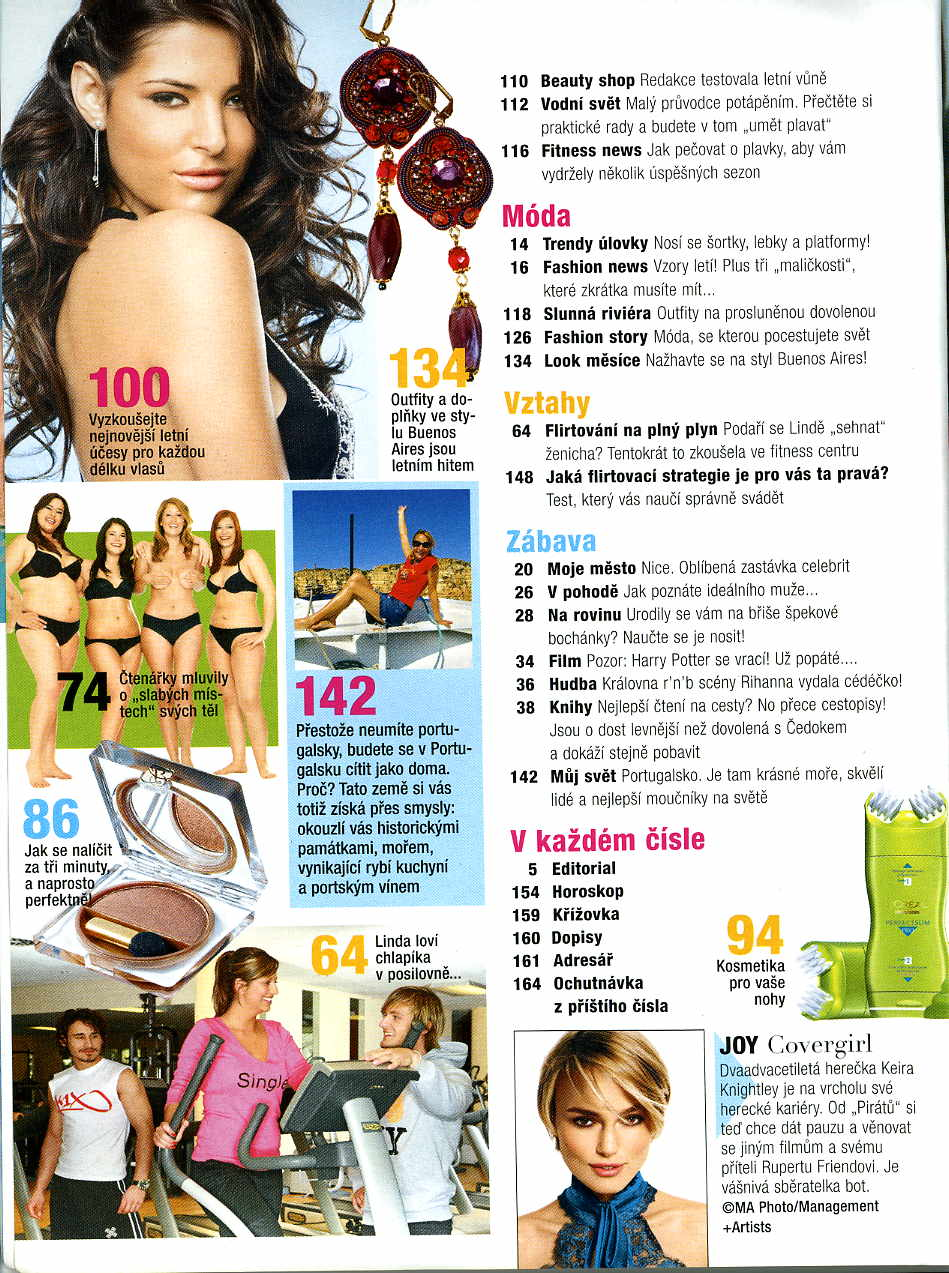 110 Beauty shop Redakce testovala letní vůně
112 Vodní svět Malý průvodce potápěním. Přečtěte si
praktické rady a budete v tom „umět plavat“
116 Fitness news Jak pečovat o plavky, aby vám
vydržely několik úspěšných sezon
Móda
14 Trendy úlovky Nosí se šortky, lebky a platformy!
16 Fashion news Vzory letí! Plus tři „maličkosti“,
které zkrátka musíte mít...
118 Slunná riviéra Outfity na prosluněnou dovolenou
126 Fashion story Móda, se kterou pocestujete svět
134 Look měsíce Nažhavte se na styl Buenos Aires!
Vztahy
64 Flirtování na plný plyn Podaří se Lindě „sehnat“
ženicha? Tentokrát to zkoušela ve fitness centru
148 Jaká flirtovací strategie je pro vás ta pravá?
Test, který vás naučí správně svádět
Zábava
20 Moje město Nice. Oblíbená zastávka celebrit
26 V pohodě Jak poznáte ideálního muže...
28 Na rovinu Urodily se vám na břiše špekové
bochánky? Naučte se je nosit!
34 Film Pozor: Harry Potter se vrací! Už popáté....
36 Hudba Královna r’n’b scény Rihanna vydala cédéčko!
38 Knihy Nejlepší čtení na cesty? No přece cestopisy!
Jsou o dost levnější než dovolená s Čedokem
a dokáží stejně pobavit
142 Můj svět Portugalsko. Je tam krásné moře, skvělí
lidé a nejlepší moučníky na světě
V každém čísle
5 Editorial
154 Horoskop
159 Křížovka
160 Dopisy
161 Adresář
164 Ochutnávka
z příštího čísla
100
Vyzkoušejte
nejnovější letní
účesy pro každou
délku vlasů
134
Outfity a do-
plňky ve sty-
lu Buenos
Aires jsou
letním hitem
74
Čtenářky mluvily
o „slabých mís-
tech“ svých těl
142
Přestože neumíte portu-
galsky, budete se v Portu-
galsku cítit jako doma.
Proč? Tato země si vás
totiž získá přes smysly:
okouzlí vás historickými
památkami, mořem,
vynikající rybí kuchyní
a portským vínem
86
Jak se nalíčit
za tři minuty,
a naprosto
perfektně!
64
Linda loví
chlapíka
v posilovně...
Single
94
Kosmetika
pro vaše
nohy
PERFECTSLIM
JOY Covergirl
Dvaadvacetiletá herečka Keira
Knightley je na vrcholu své
herecké kariéry. Od „Pirátů“ si
teď chce dát pauzu a věnovat
se jiným filmům a svému
příteli Rupertu Friendovi. Je
vášnivá sběratelka bot.
©MA Photo/Management
+Artists